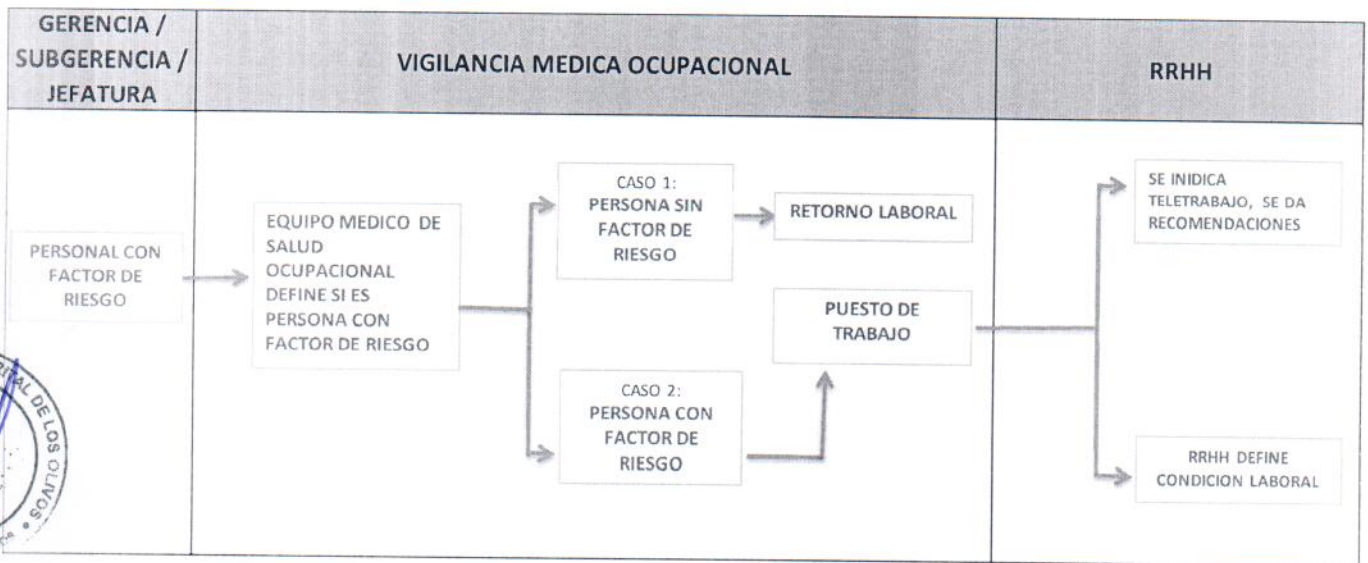 GERENCIA /
SUBGERENCIA /
JEFATURA
VIGILANCIA MEDICA OCUPACIONAL
RRHH
PERSONAL CON
FACTOR DE
RIESGO
EQUIPO MEDICO DE
SALUD
OCUPACIONAL
DEFINE SI ES
PERSONA CON
FACTOR DE RIESGO
CASO 1:
PERSONA SIN
FACTOR DE
RIESGO
RETORNO LABORAL
CASO 2:
PERSONA CON
FACTOR DE
RIESGO
PUESTO DE
TRABAJO
SE INIDICA
TELETRABAJO, SE DA
RECOMENDACIONES
RRHH DEFINE
CONDICION LABORAL
DE LOS OLIVOS